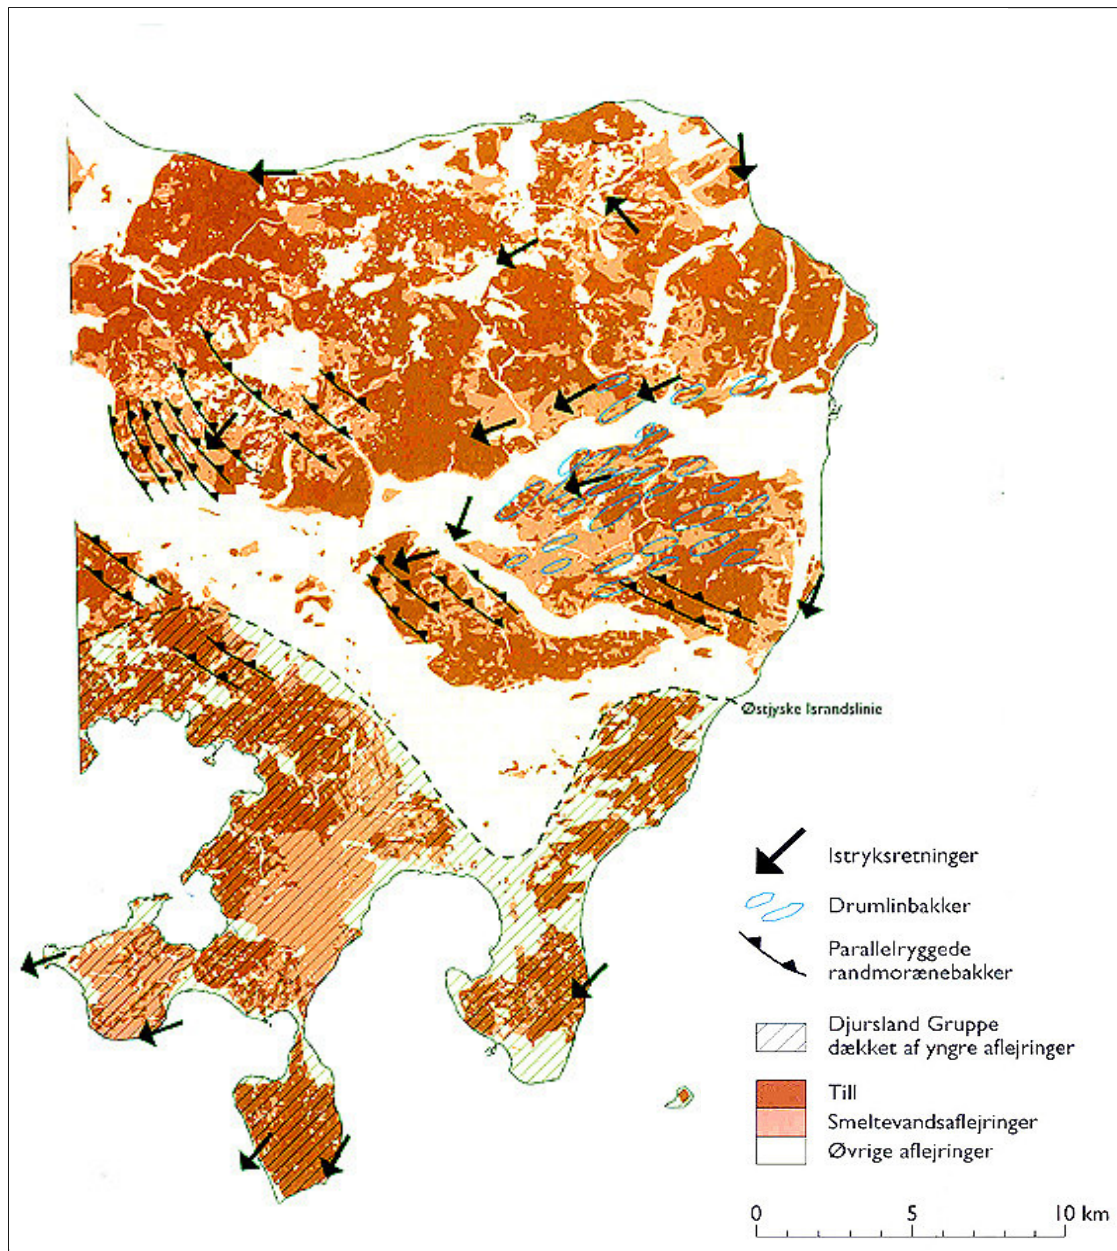 Østjyske Israndslinie
Istryksretninger
Drumlinbakker
Parallelryggede
randmorænebakker
Djursland Gruppe
dækket af yngre aflejringer
Till
Smeltevandsaflejringer
Øvrige aflejringer
0 5 10 km